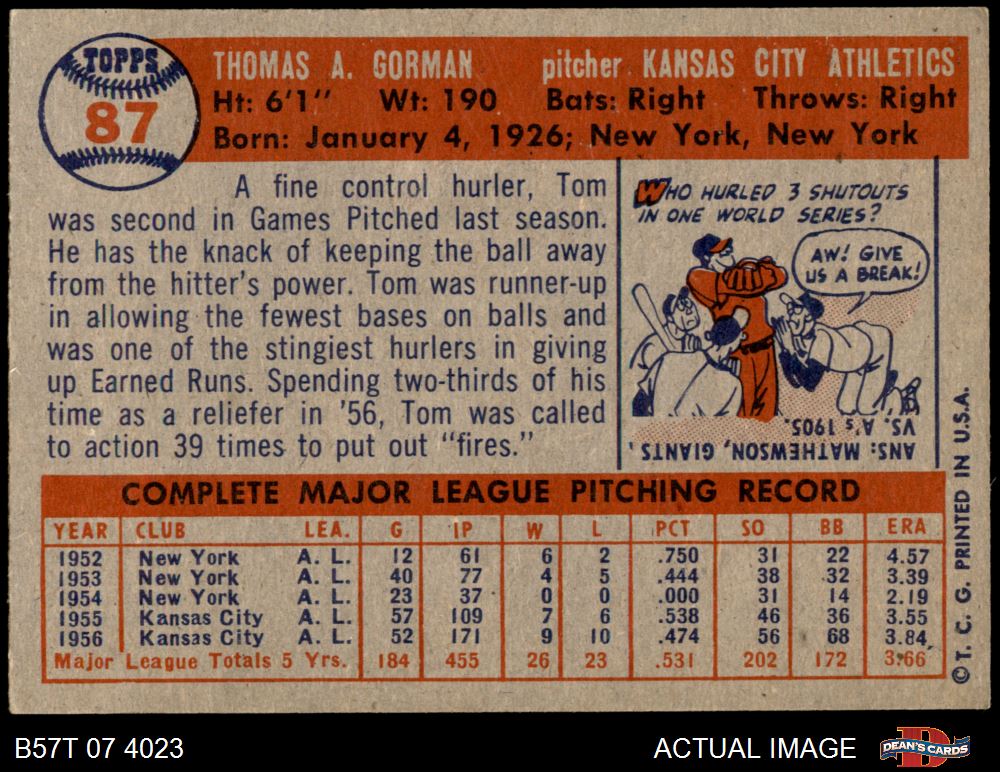 TOPPS
87
THOMAS A. GORMAN pitcher KANSAS CITY ATHLETICS
Ht: 6'1" Wt: 190 Bats: Right Throws: Right
Born: January 4, 1926; New York, New York
A fine control hurler, Tom
was second in Games Pitched last season.
He has the knack of keeping the ball away
from the hitter's power. Tom was runner-up
in allowing the fewest bases on balls and
was one of the stingiest hurlers in giving
up Earned Runs. Spending two-thirds of his
time as a reliefer in '56, Tom was called
to action 39 times to put out "fires."
WHO HURLED 3 SHUTOUTS
IN ONE WORLD SERIES?
AW! GIVE
US A BREAK!
ANS: MATHEWSON, GIANTS,
VS. A's 1905.
COMPLETE MAJOR LEAGUE PITCHING RECORD
YEAR CLUB LEA. G IP W L PCT SO BB ERA
1952 New York A. L. 12 61 6 2 .750 31 22 4.57
1953 New York A. L. 40 77 4 5 .444 38 32 3.39
1954 New York A. L. 23 37 0 0 .000 31 14 2.19
1955 Kansas City A. L. 57 109 7 6 .538 46 36 3.55
1956 Kansas City A. L. 52 171 9 10 .474 56 68 3.84
Major League Totals 5 Yrs. 184 455 26 23 .531 202 172 3.66
©T. C. G. PRINTED IN U.S.A.
B57T 07 4023 ACTUAL IMAGE DEAN'S CARDS